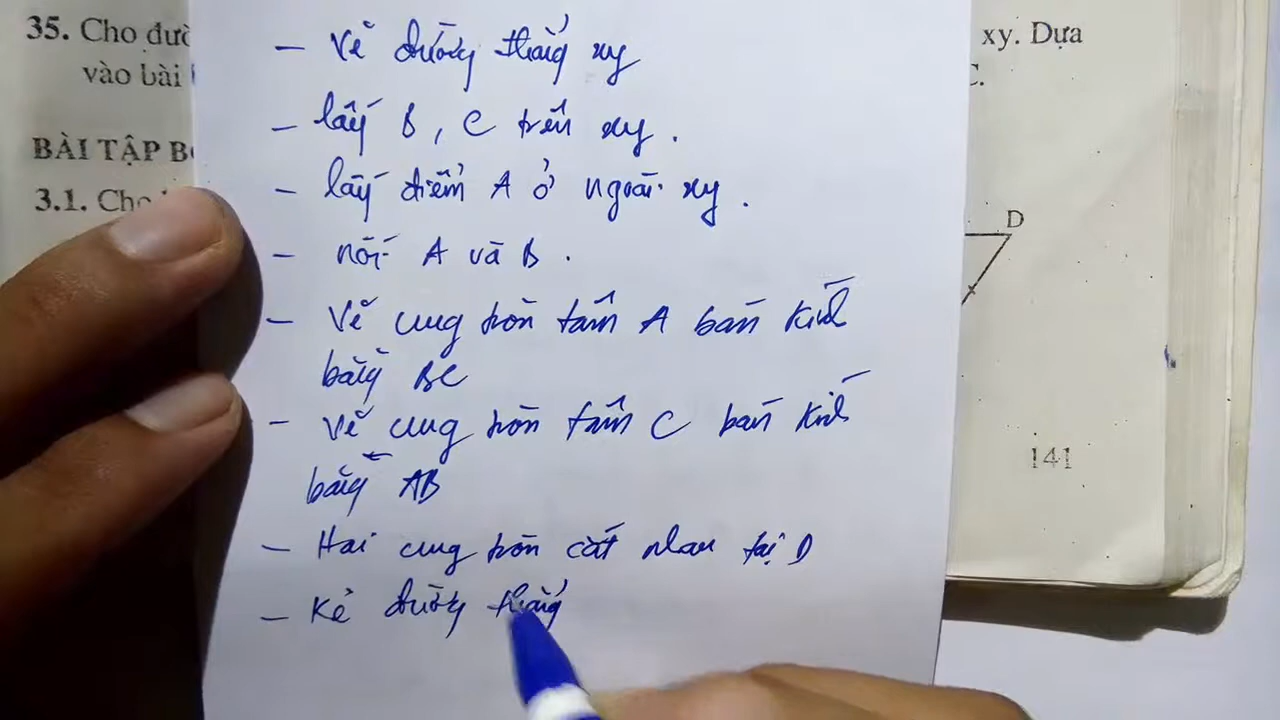 35. Cho đườ
xy. Dựa
vào bài
C.
BÀI TẬP B
3.1. Cho
D
141
- Vẽ đường thẳng xy
- lấy B, C trên xy.
- lấy điểm A ở ngoài xy.
- nối A và B.
- Vẽ cung tròn tâm A bán kính
bằng BC
- Vẽ cung tròn tâm C bán kính
bằng AB
- Hai cung tròn cắt nhau tại D
- Kẻ đường thẳng